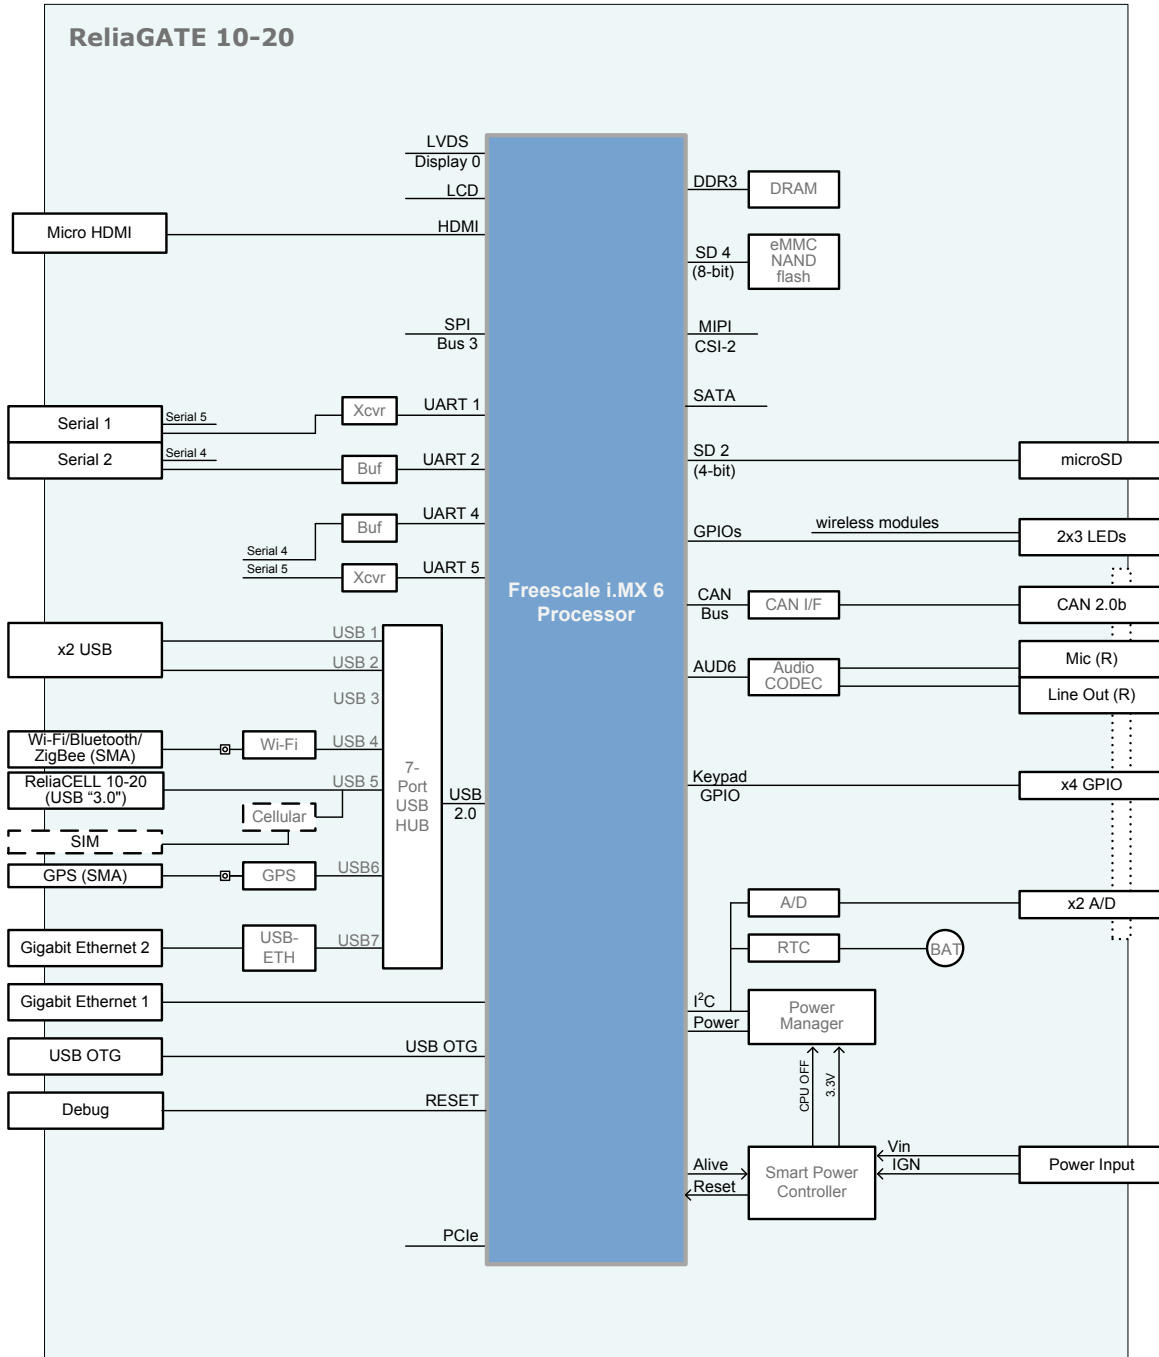 ReliaGATE 10-20
LVDS
Display 0
LCD
HDMI
Micro HDMI
SPI
Bus 3
Serial 1
Serial 5
Xcvr
UART 1
Serial 2
Serial 4
Buf
UART 2
Buf
UART 4
Serial 4
Serial 5
Xcvr
UART 5
x2 USB
USB 1
USB 2
USB 3
Wi-Fi/Bluetooth/
ZigBee (SMA)
Wi-Fi
USB 4
ReliaCELL 10-20
(USB “3.0")
USB 5
Cellular
SIM
GPS (SMA)
GPS
USB6
Gigabit Ethernet 2
USB-
ETH
USB7
7-
Port
USB
HUB
USB
2.0
Gigabit Ethernet 1
USB OTG
USB OTG
Debug
RESET
PCIe
Freescale i.MX 6
Processor
DDR3
DRAM
SD 4
(8-bit)
eMMC
NAND
flash
MIPI
CSI-2
SATA
SD 2
(4-bit)
microSD
GPIOs
wireless modules
2x3 LEDs
CAN
Bus
CAN I/F
CAN 2.0b
AUD6
Audio
CODEC
Mic (R)
Line Out (R)
Keypad
GPIO
x4 GPIO
A/D
x2 A/D
RTC
BAT
I²C
Power
Power
Manager
CPU OFF
3.3V
Alive
Reset
Smart Power
Controller
Vin
IGN
Power Input